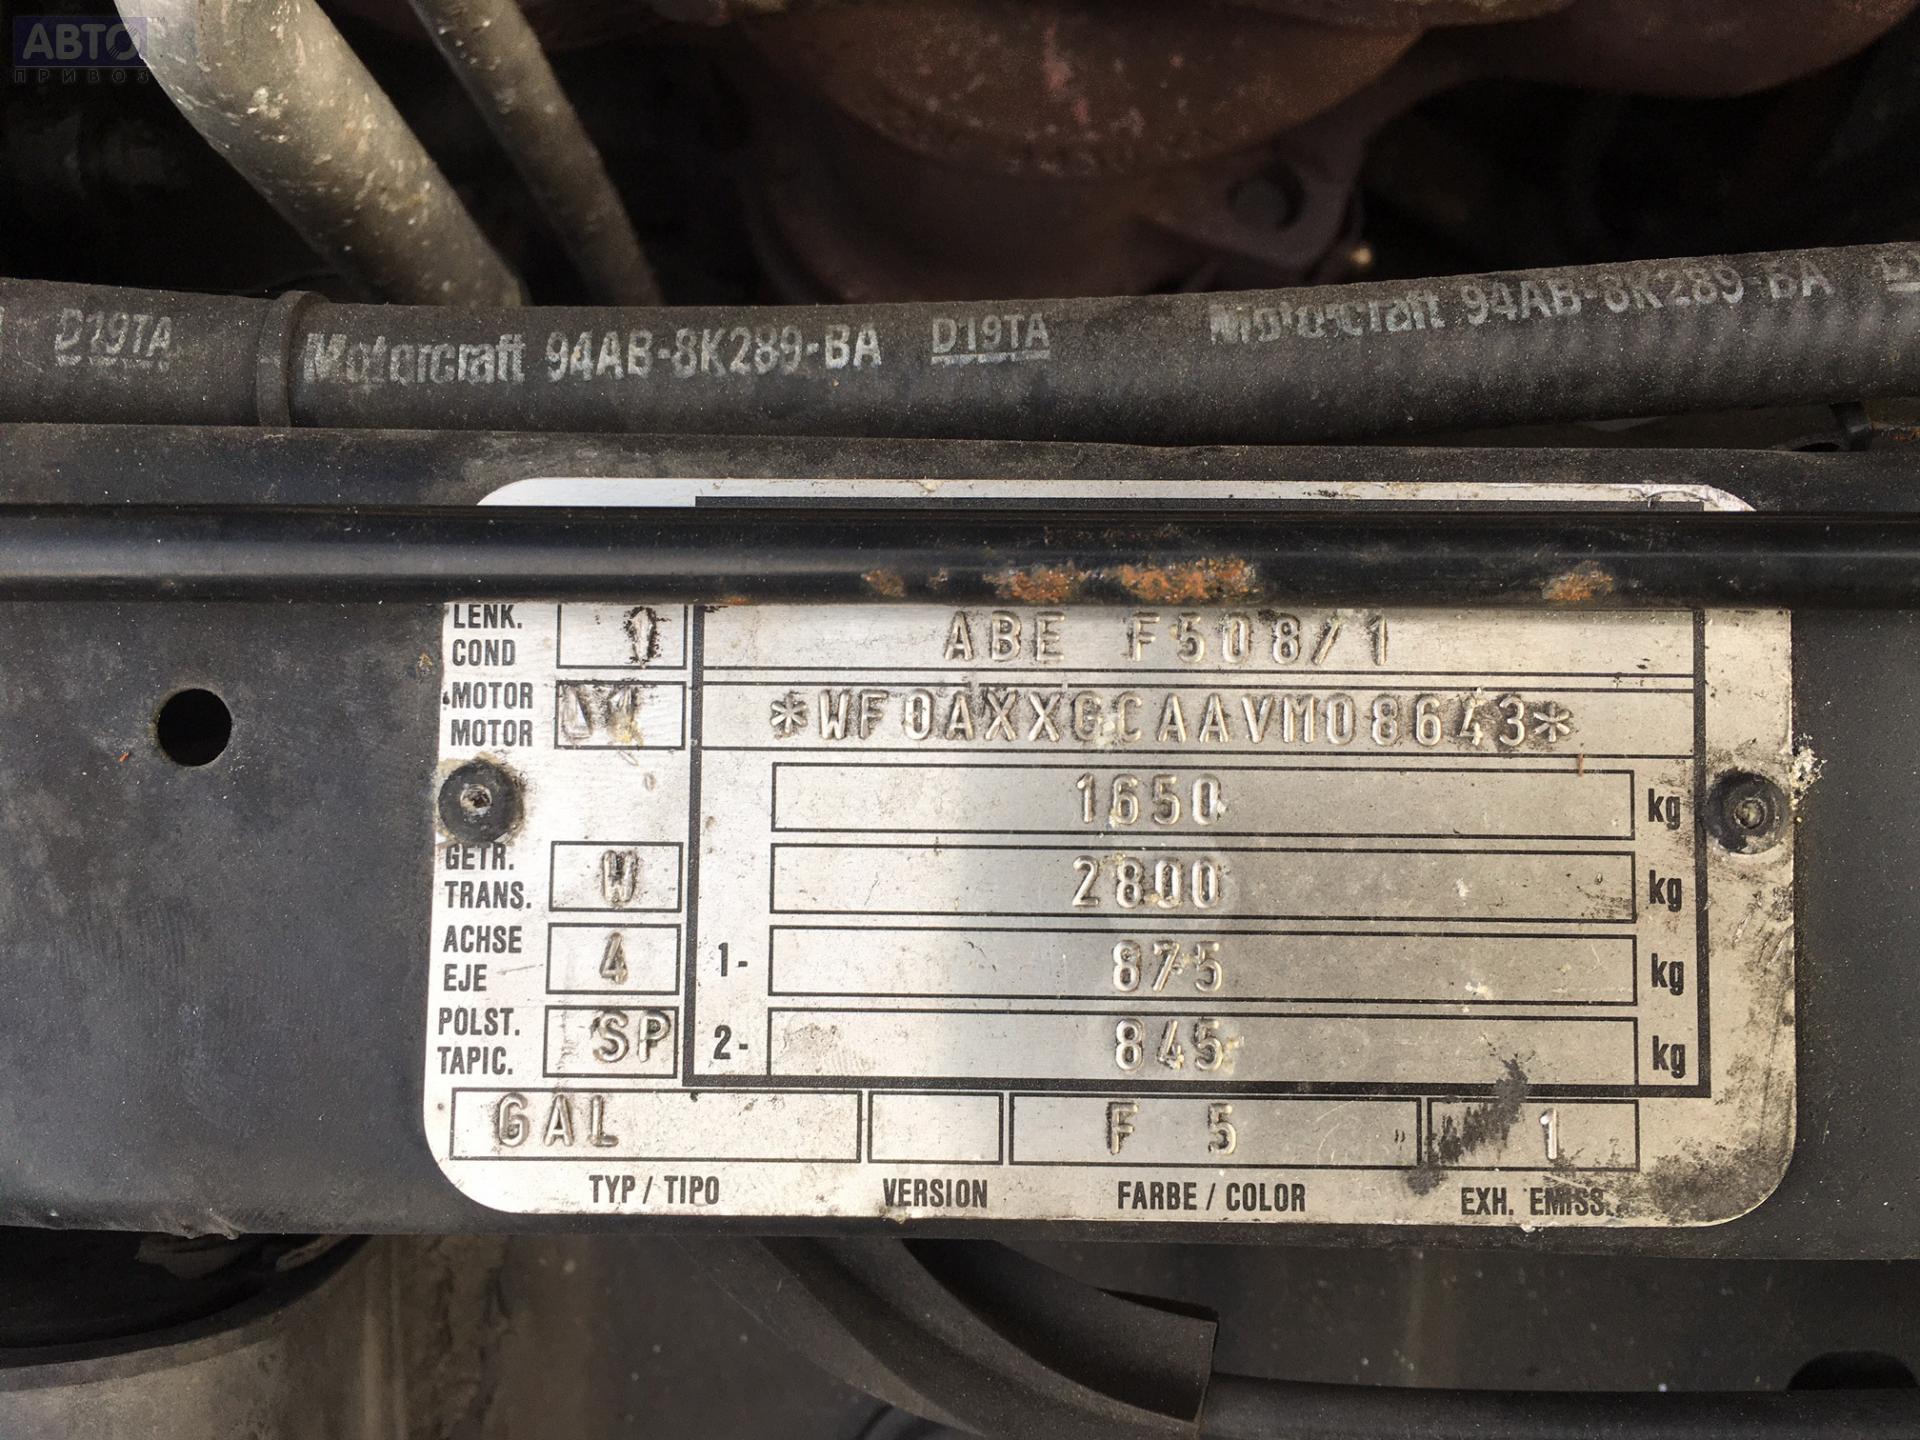 АВТО
ПРИВОЗ
D19TA Motorcraft 94AB-8K289-BA D19TA Motorcraft 94AB-8K289-BA
LENK.
COND
1
ABE F508/1
MOTOR
MOTOR
*WF0AXXGCAAVM08643*
1650 kg
GETR.
TRANS.
W
2800 kg
ACHSE
EJE
4
1- 875 kg
POLST.
TAPIC.
SP
2- 845 kg
GAL F 5 " 1
TYP / TIPO VERSION FARBE / COLOR EXH. EMISS.